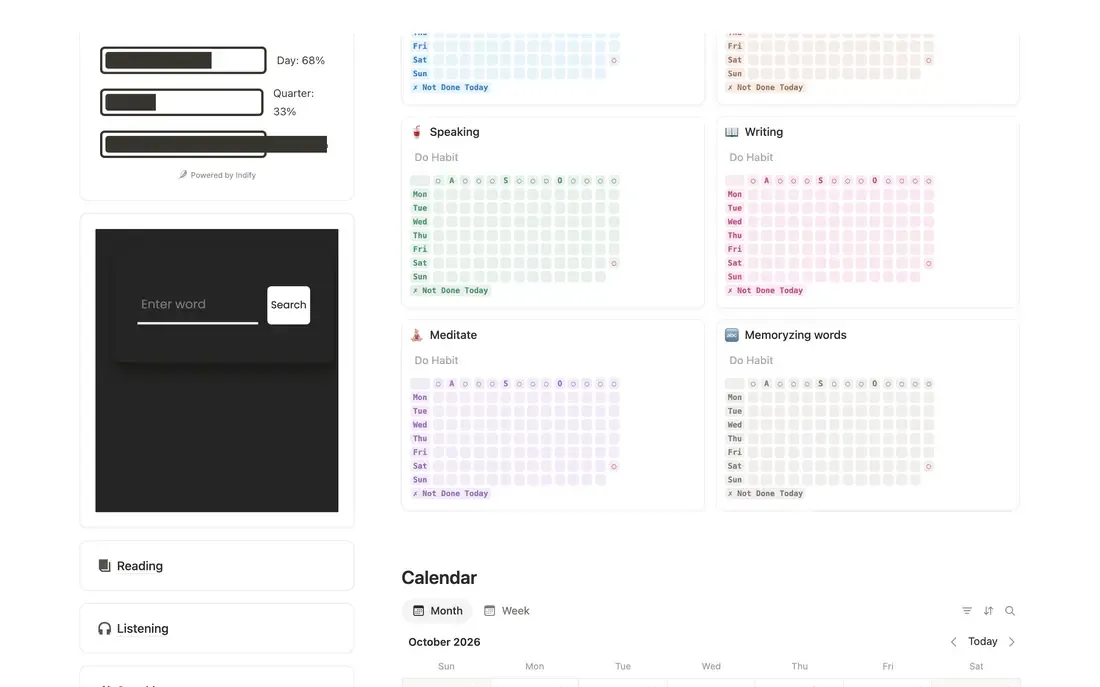 Day: 68%
Quarter:
33%
Powered by Indify
Enter word
Search
Reading
Listening
Thu
Fri
Sat
Sun
✗ Not Done Today
Fri
Sat
Sun
✗ Not Done Today
Speaking
Do Habit
A S O
Mon
Tue
Wed
Thu
Fri
Sat
Sun
✗ Not Done Today
Writing
Do Habit
A S O
Mon
Tue
Wed
Thu
Fri
Sat
Sun
✗ Not Done Today
Meditate
Do Habit
A S O
Mon
Tue
Wed
Thu
Fri
Sat
Sun
✗ Not Done Today
Memoryzing words
Do Habit
A S O
Mon
Tue
Wed
Thu
Fri
Sat
Sun
✗ Not Done Today
Calendar
Month Week
October 2026 Today
Sun Mon Tue Wed Thu Fri Sat